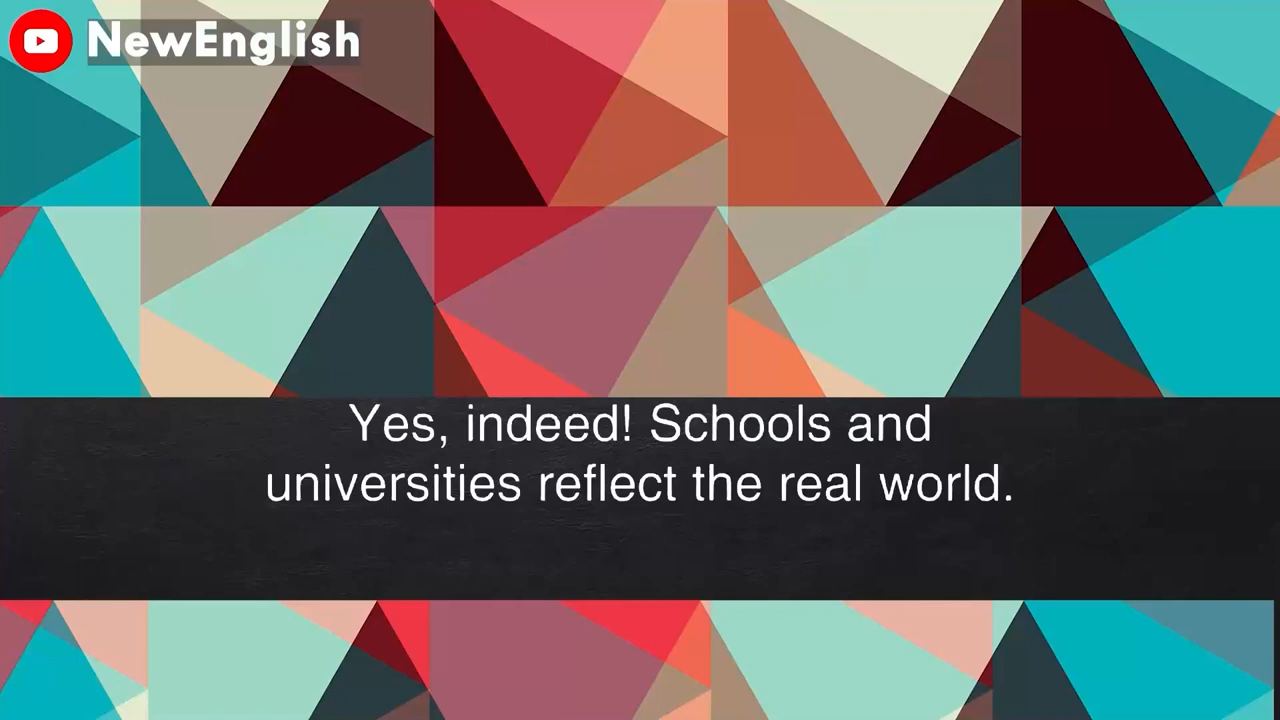 NewEnglish
Yes, indeed! Schools and
universities reflect the real world.